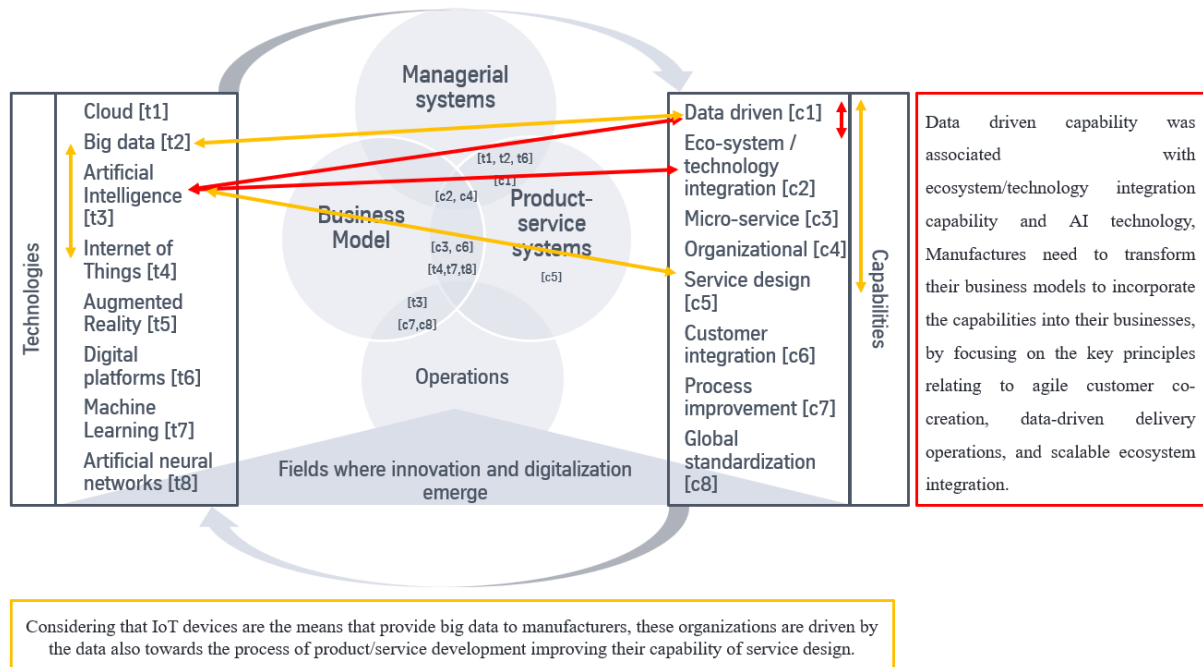 Technologies
Cloud [t1]
Big data [t2]
Artificial
Intelligence
[t3]
Internet of
Things [t4]
Augmented
Reality [t5]
Digital
platforms [t6]
Machine
Learning [t7]
Artificial neural
networks [t8]
Managerial
systems
[t1, t2, t6]
[c1]
[c2, c4]
Business
Model
Product-
service
systems
[c3, c6]
[t4,t7,t8]
[c5]
[t3]
[c7,c8]
Operations
Fields where innovation and digitalization
emerge
Data driven [c1]
Eco-system /
technology
integration [c2]
Micro-service [c3]
Organizational [c4]
Service design
[c5]
Customer
integration [c6]
Process
improvement [c7]
Global
standardization
[c8]
Capabilities
Data driven capability was
associated with
ecosystem/technology integration
capability and AI technology,
Manufactures need to transform
their business models to incorporate
the capabilities into their businesses,
by focusing on the key principles
relating to agile customer co-
creation, data-driven delivery
operations, and scalable ecosystem
integration.
Considering that IoT devices are the means that provide big data to manufacturers, these organizations are driven by
the data also towards the process of product/service development improving their capability of service design.